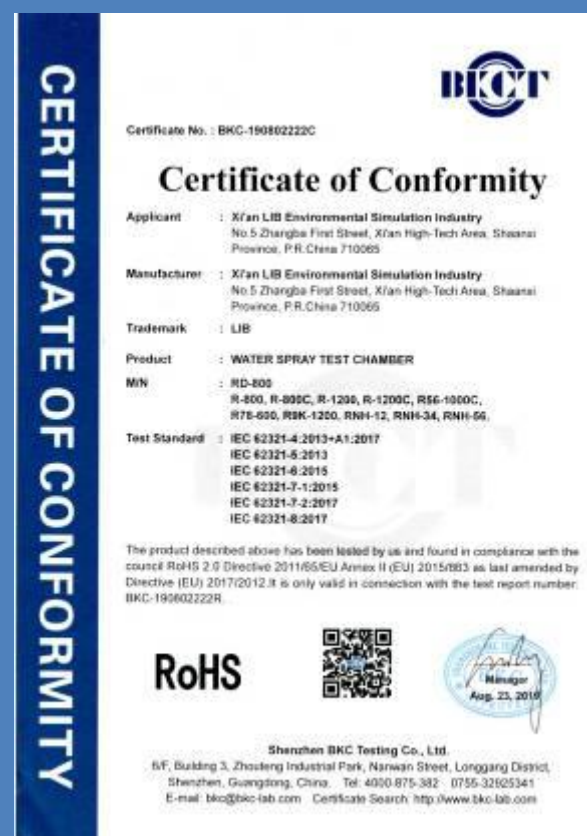 CERTIFICATE OF CONFORMITY
BKCT
Certificate No. : BKC-190802222C
Certificate of Conformity
Applicant : Xi'an LIB Environmental Simulation Industry
No.5 Zhangba First Street, Xi'an High-Tech Area, Shaanxi
Province, P.R.China 710065
Manufacturer : Xi'an LIB Environmental Simulation Industry
No.5 Zhangba First Street, Xi'an High-Tech Area, Shaanxi
Province, P.R.China 710065
Trademark : LIB
Product : WATER SPRAY TEST CHAMBER
M/N : RD-800
R-800, R-800C, R-1200, R-1200C, R56-1000C,
R78-600, R9K-1200, RNH-12, RNH-34, RNH-56.
Test Standard : IEC 62321-4:2013+A1:2017
IEC 62321-5:2013
IEC 62321-6:2015
IEC 62321-7-1:2015
IEC 62321-7-2:2017
IEC 62321-8:2017
The product described above has been tested by us and found in compliance with the
council RoHS 2.0 Directive 2011/65/EU Annex II (EU) 2015/863 as last amended by
Directive (EU) 2017/2012.It is only valid in connection with the test report number:
BKC-190802222R.
RoHS
Manager
Aug. 23, 2019
Shenzhen BKC Testing Co., Ltd.
6/F, Building 3, Zhouteng Industrial Park, Nanwan Street, Longgang District,
Shenzhen, Guangdong, China. Tel: 4000-875-382 0755-32925341
E-mail: bkc@bkc-lab.com Certificate Search: http://www.bkc-lab.com